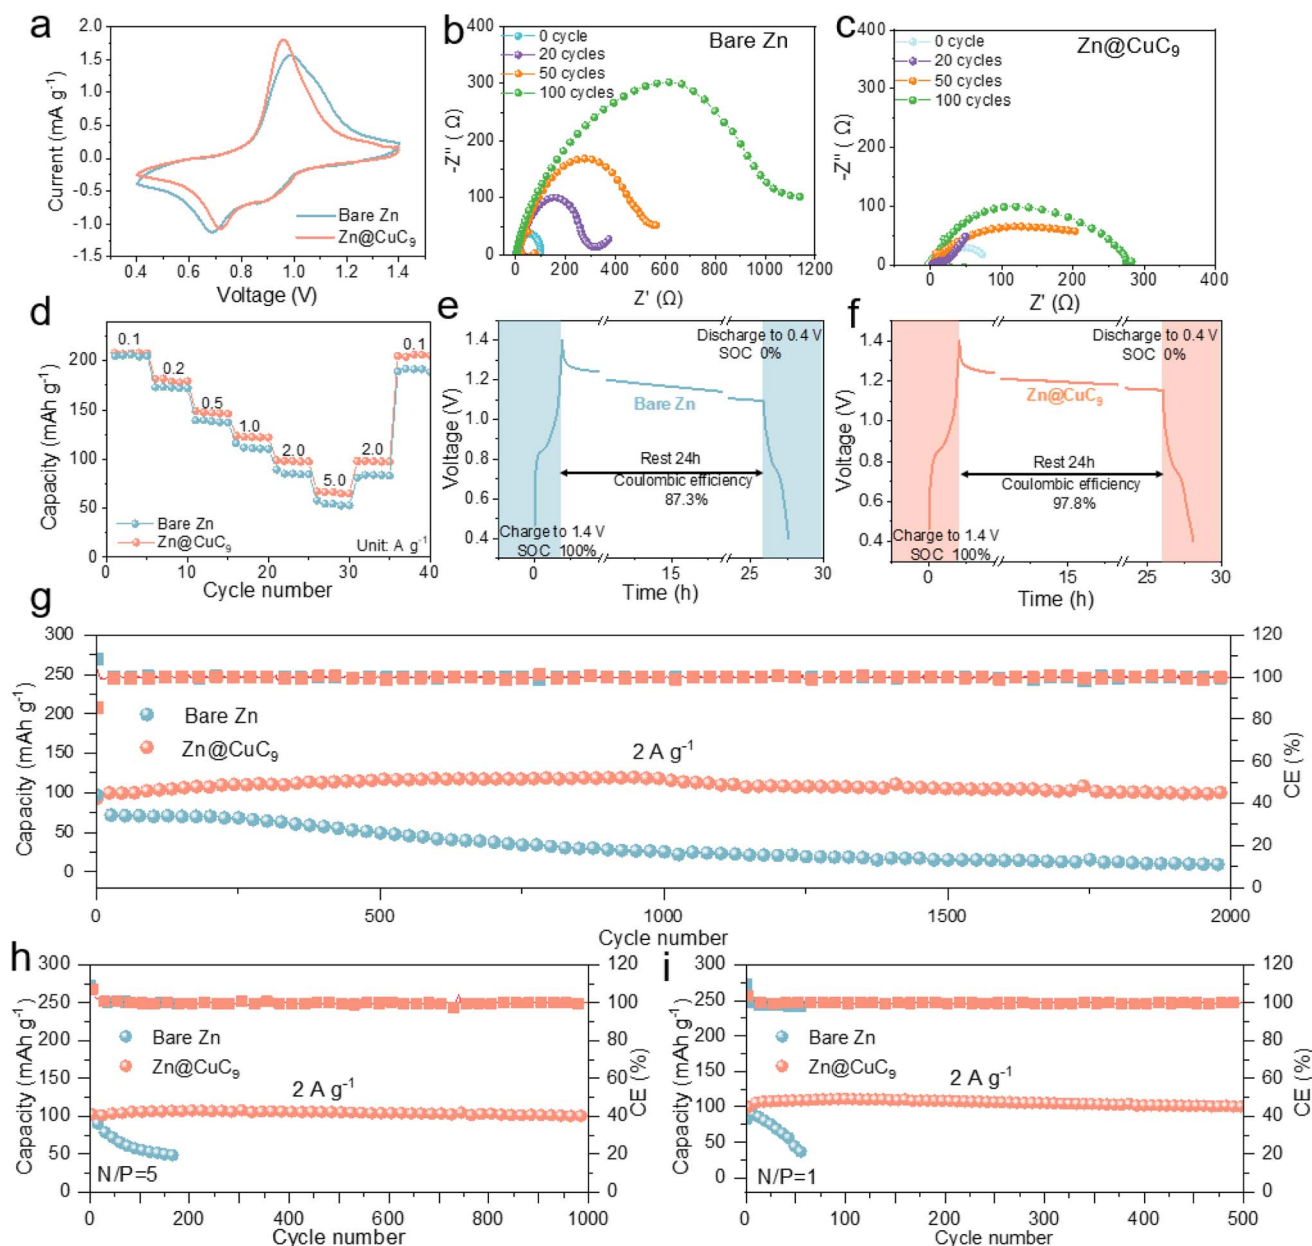 a
2.0
1.5
1.0
0.5
0.0
-0.5
-1.0
-1.5
Current (mA g-1)
Bare Zn
Zn@CuC9
0.4 0.6 0.8 1.0 1.2 1.4
Voltage (V)
b
-400
-300
-200
-100
0
-Z'' ( Ω)
0 cycle
20 cycles
50 cycles
100 cycles
Bare Zn
0 200 400 600 800 1000 1200
Z' (Ω)
c
-400
-300
-200
-100
0
-Z'' ( Ω)
0 cycle
20 cycles
50 cycles
100 cycles
Zn@CuC9
0 100 200 300 400
Z' (Ω)
d
200
150
100
50
0
Capacity (mAh g-1)
0.1
0.2
0.5
1.0
2.0
5.0
2.0
0.1
Bare Zn
Zn@CuC9
Unit: A g-1
0 10 20 30 40
Cycle number
e
1.4
1.2
1.0
0.8
0.6
0.4
Voltage (V)
Discharge to 0.4 V
SOC 0%
Bare Zn
Rest 24h
Coulombic efficiency
87.3%
Charge to 1.4 V
SOC 100%
0 15 25 30
Time (h)
f
1.4
1.2
1.0
0.8
0.6
0.4
Voltage (V)
Discharge to 0.4 V
SOC 0%
Zn@CuC9
Rest 24h
Coulombic efficiency
97.8%
Charge to 1.4 V
SOC 100%
0 15 25 30
Time (h)
g
300
250
200
150
100
50
0
Capacity (mAh g-1)
Bare Zn
Zn@CuC9
2 A g-1
120
100
80
60
40
20
0
CE (%)
0 500 1000 1500 2000
Cycle number
h
300
250
200
150
100
50
0
Capacity (mAh g-1)
Bare Zn
Zn@CuC9
2 A g-1
N/P=5
120
100
80
60
40
20
0
CE (%)
0 200 400 600 800 1000
Cycle number
i
300
250
200
150
100
50
0
Capacity (mAh g-1)
Bare Zn
Zn@CuC9
2 A g-1
N/P=1
120
100
80
60
40
20
0
CE (%)
0 100 200 300 400 500
Cycle number